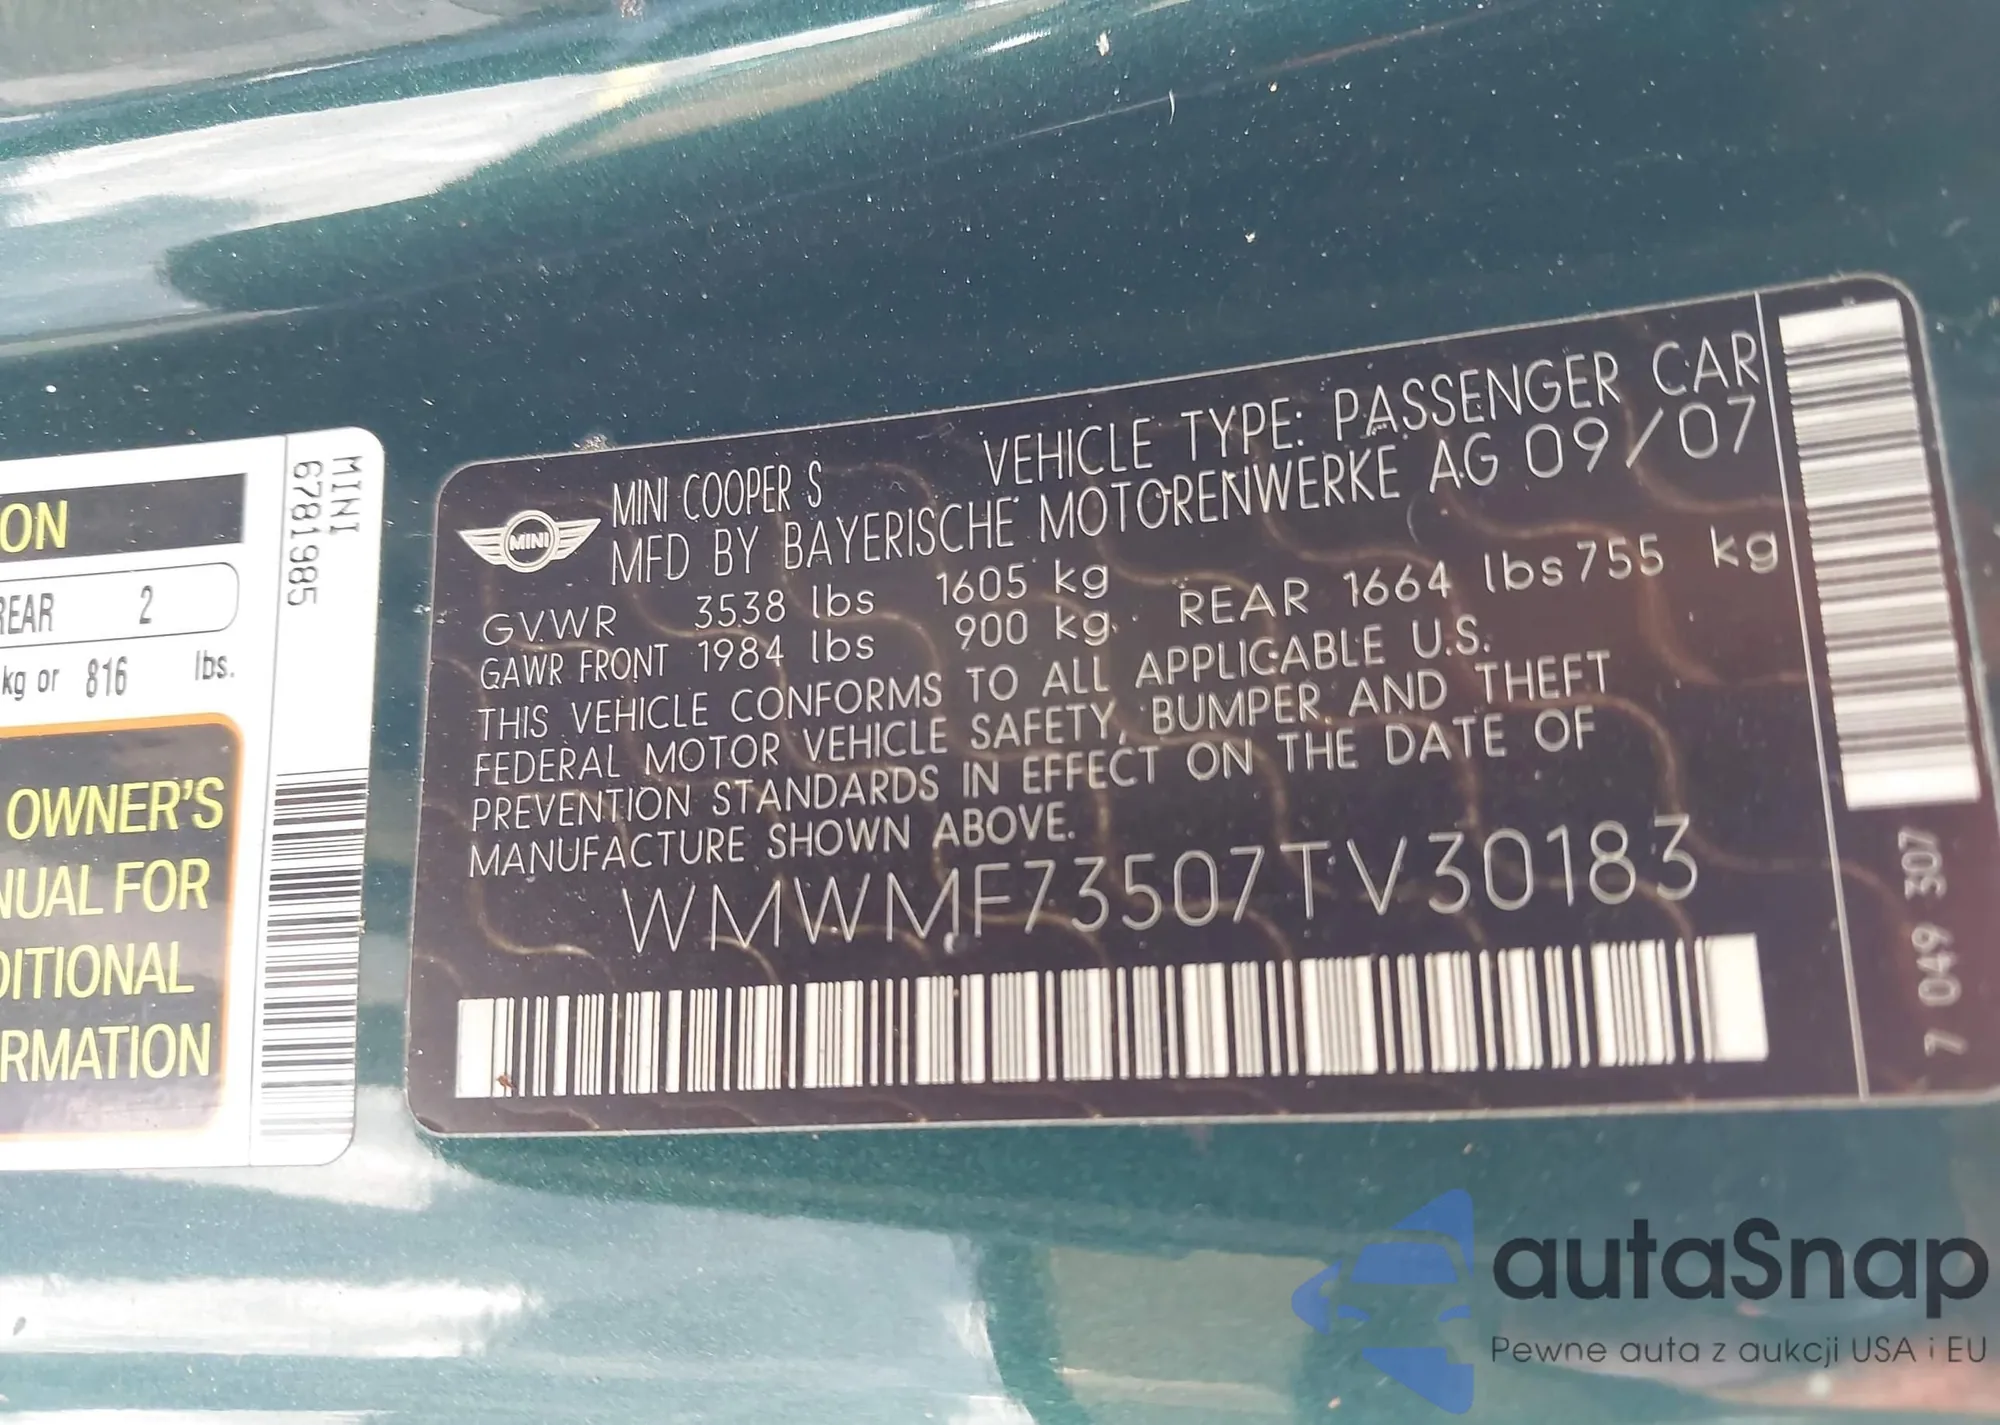 ON
REAR 2
kg or 816 lbs.
OWNER'S
NUAL FOR
DITIONAL
RMATION
MINI
6781985
MINI
MINI COOPER S VEHICLE TYPE: PASSENGER CAR
MFD BY BAYERISCHE MOTORENWERKE AG 09/07
GVWR 3538 lbs 1605 kg
GAWR FRONT 1984 lbs 900 kg. REAR 1664 lbs 755 kg
THIS VEHICLE CONFORMS TO ALL APPLICABLE U.S.
FEDERAL MOTOR VEHICLE SAFETY, BUMPER, AND THEFT
PREVENTION STANDARDS IN EFFECT ON THE DATE OF
MANUFACTURE SHOWN ABOVE.
WMWMF73507TV30183
7 049 307
autaSnap
Pewne auta z aukcji USA i EU